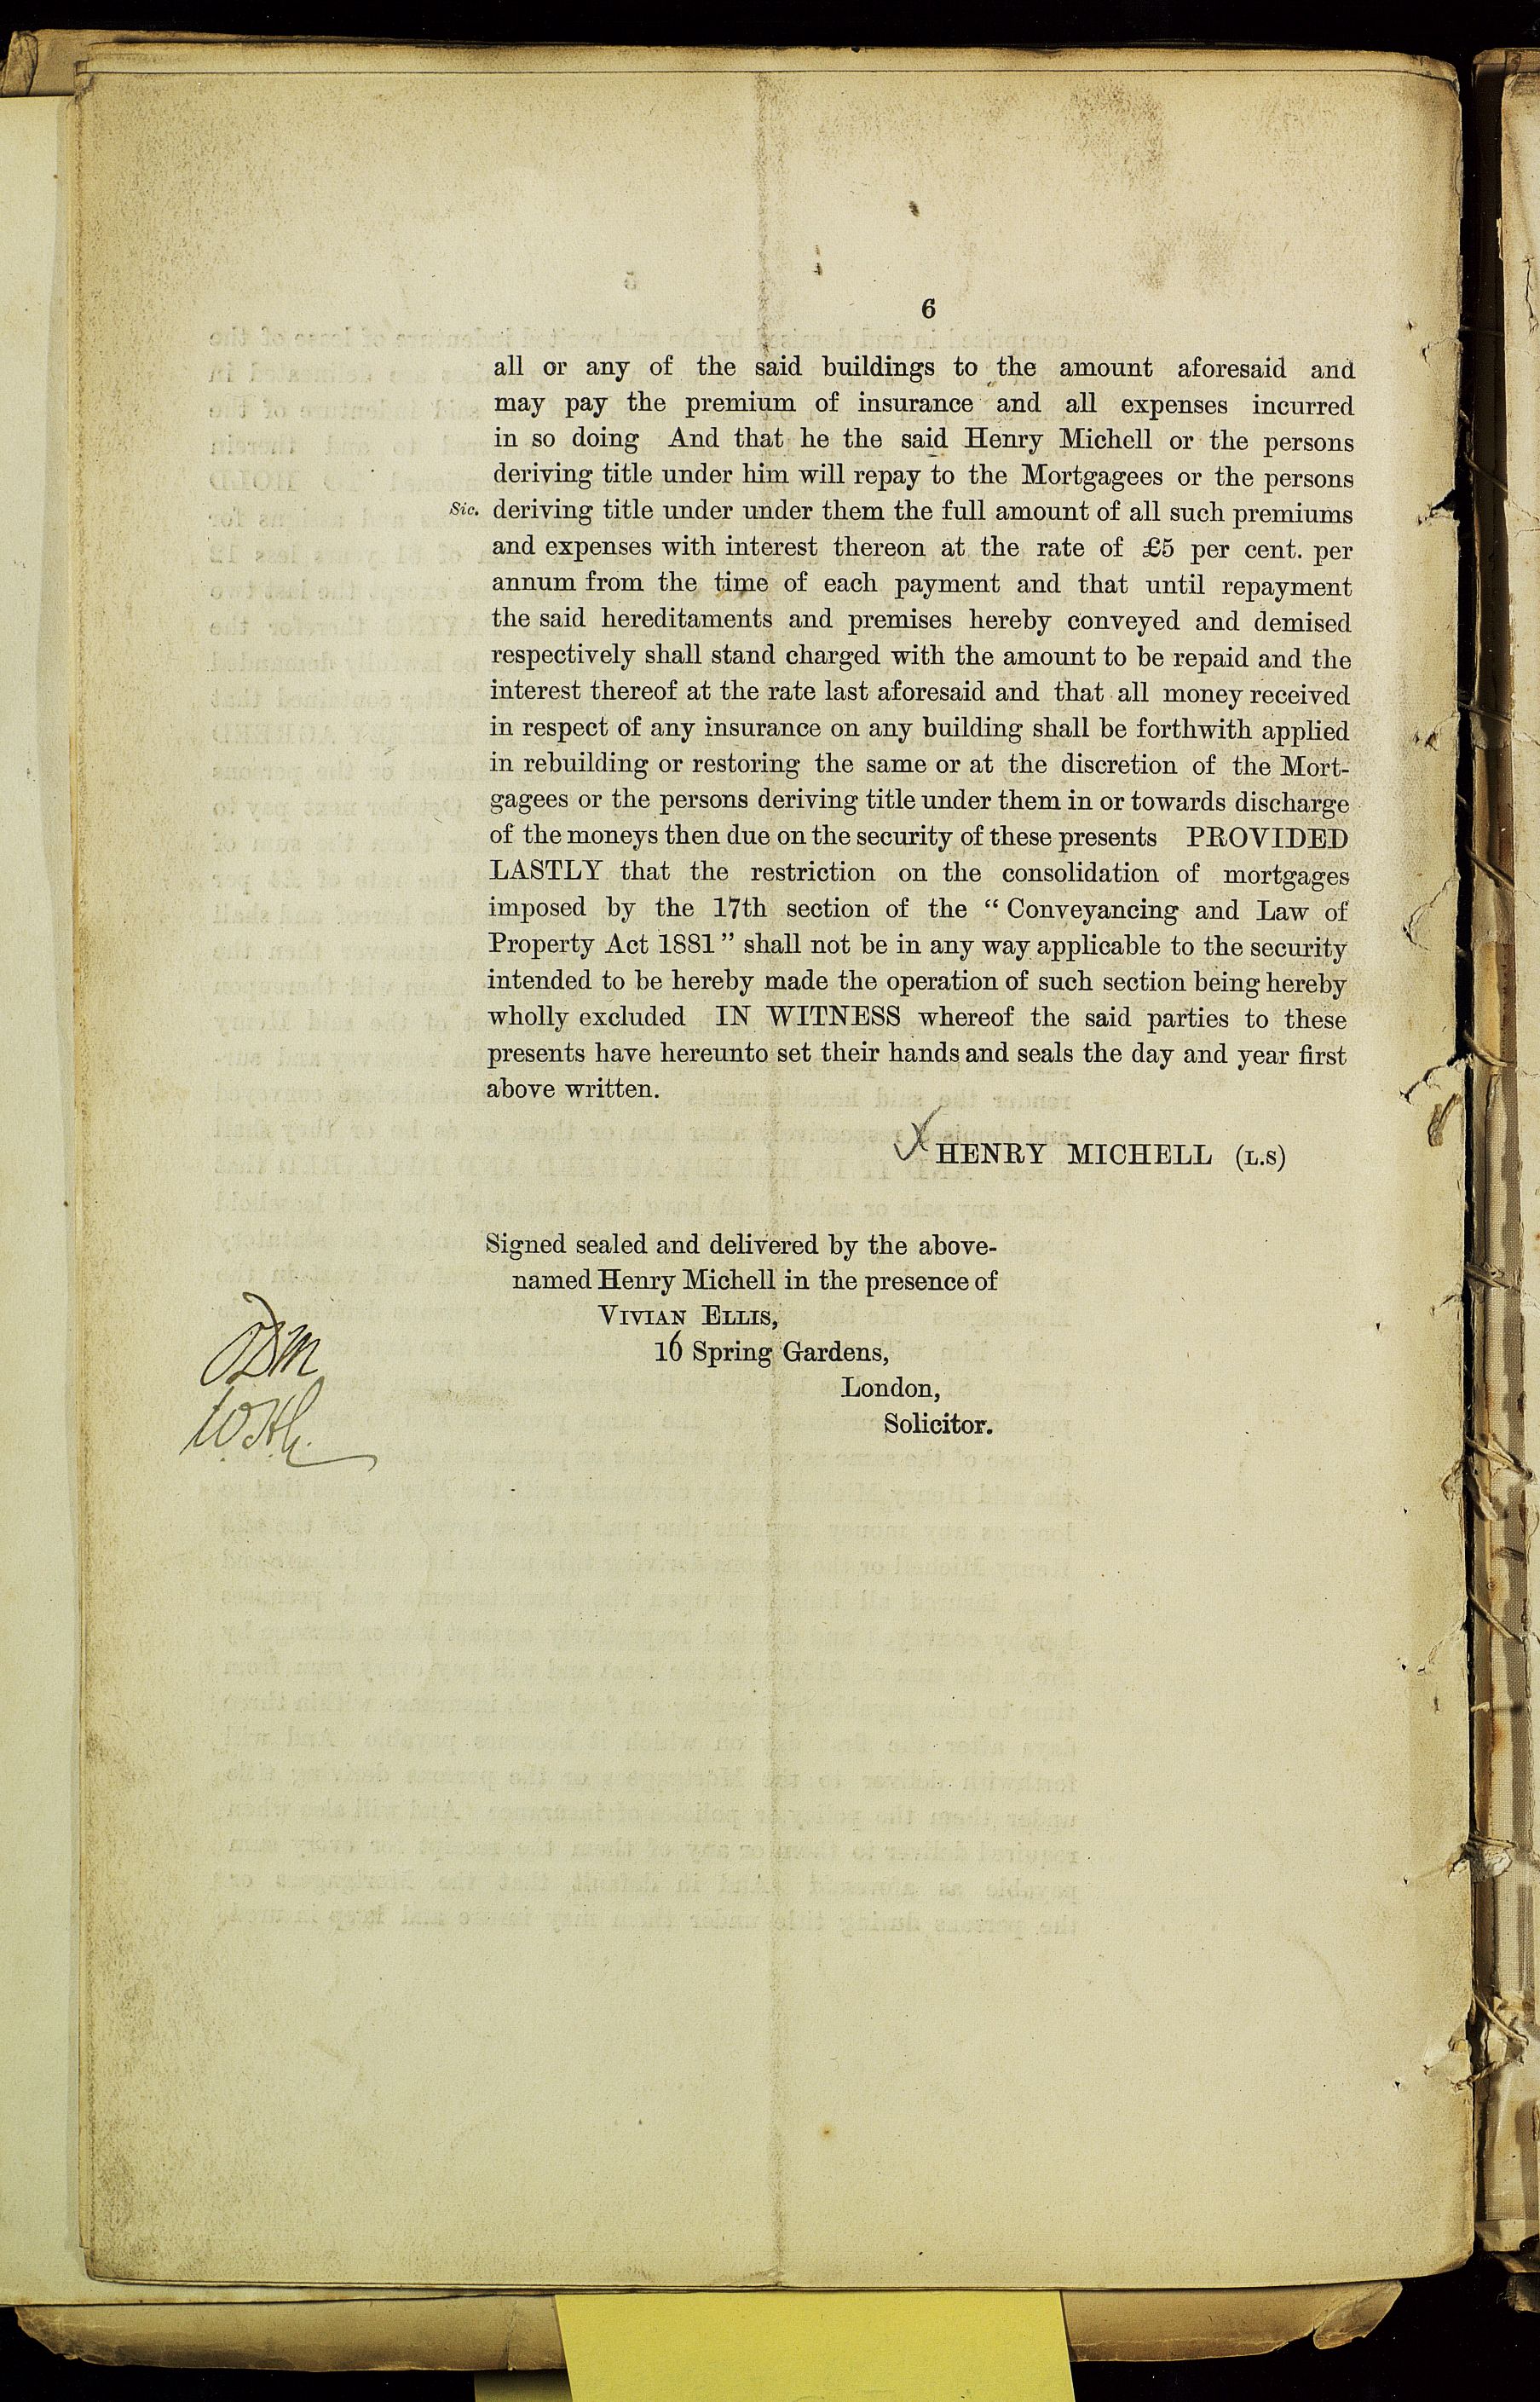 6
all or any of the said buildings to the amount aforesaid and
may pay the premium of insurance and all expenses incurred
in so doing And that he the said Henry Michell or the persons
deriving title under him will repay to the Mortgagees or the persons
Sic. deriving title under under them the full amount of all such premiums
and expenses with interest thereon at the rate of £5 per cent. per
annum from the time of each payment and that until repayment
the said hereditaments and premises hereby conveyed and demised
respectively shall stand charged with the amount to be repaid and the
interest thereof at the rate last aforesaid and that all money received
in respect of any insurance on any building shall be forthwith applied
in rebuilding or restoring the same or at the discretion of the Mort-
gagees or the persons deriving title under them in or towards discharge
of the moneys then due on the security of these presents PROVIDED
LASTLY that the restriction on the consolidation of mortgages
imposed by the 17th section of the “ Conveyancing and Law of
Property Act 1881 ” shall not be in any way applicable to the security
intended to be hereby made the operation of such section being hereby
wholly excluded IN WITNESS whereof the said parties to these
presents have hereunto set their hands and seals the day and year first
above written.
HENRY MICHELL (L.S)
Signed sealed and delivered by the above-
named Henry Michell in the presence of
VIVIAN ELLIS,
16 Spring Gardens,
London,
Solicitor.